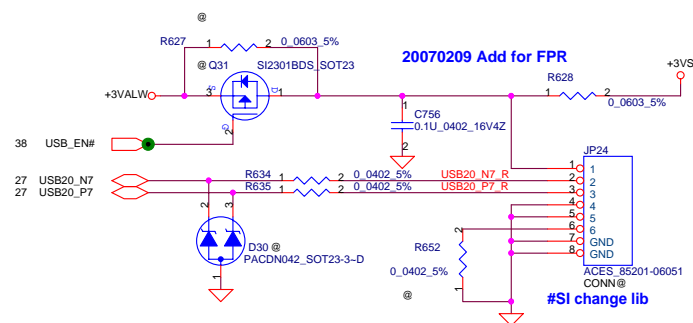 @
R627
1
2
0_0603_5%
@ Q31
SI2301BDS_SOT23
20070209 Add for FPR
+3VS
+3VALW
3
S
D
1
G
2
R628
1
2
0_0603_5%
1
C756
0.1U_0402_16V4Z
2
38
USB_EN#
JP24
27
USB20_N7
R634
1
2
0_0402_5%
USB20_N7_R
27
USB20_P7
R635
1
2
0_0402_5%
USB20_P7_R
1
2
3
4
5
6
7
8
1
2
3
4
5
6
GND
GND
2
3
D30 @
PACDN042_SOT23-3~D
1
2
R652
0_0402_5%
1
@
ACES_85201-06051
CONN@
#SI change lib